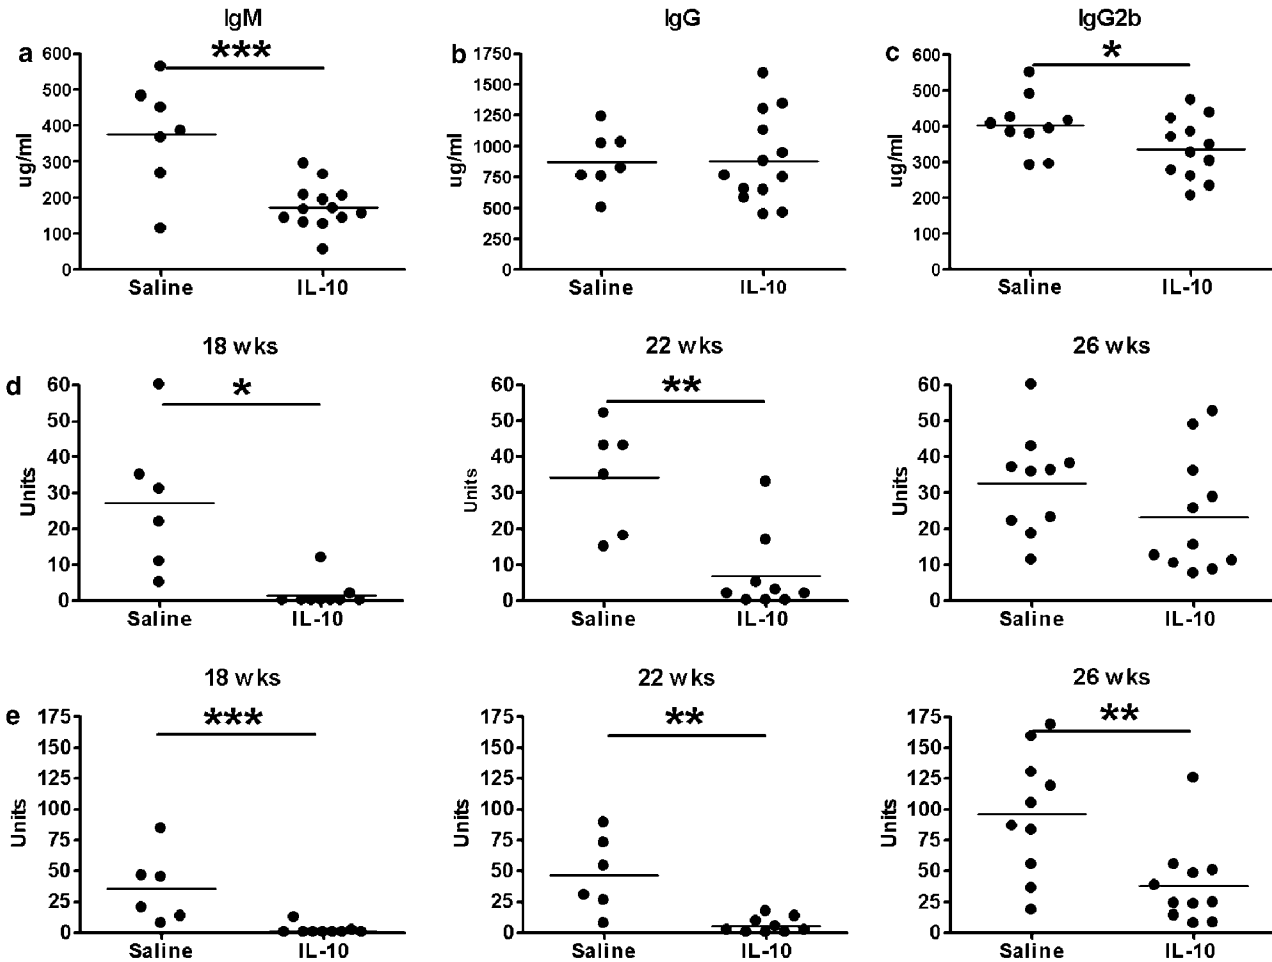 IgM
IgG
IgG2b
a
***
b
c
*
600
500
400
300
200
100
0
ug/ml
Saline
IL-10
1750
1500
1250
1000
750
500
250
0
ug/ml
Saline
IL-10
600
500
400
300
200
100
0
ug/ml
Saline
IL-10
18 wks
22 wks
26 wks
d
*
**
60
50
40
30
20
10
0
Units
Saline
IL-10
60
50
40
30
20
10
0
Units
Saline
IL-10
60
50
40
30
20
10
0
Units
Saline
IL-10
18 wks
22 wks
26 wks
e
***
**
**
175
150
125
100
75
50
25
0
Units
Saline
IL-10
175
150
125
100
75
50
25
0
Units
Saline
IL-10
175
150
125
100
75
50
25
0
Units
Saline
IL-10